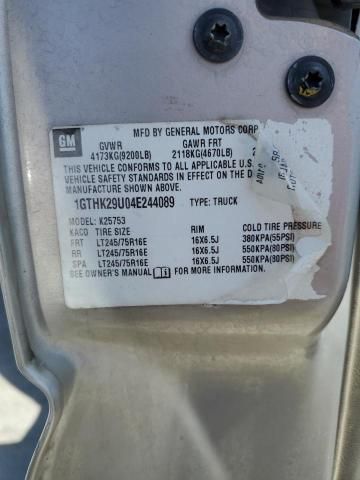 GM
MFD BY GENERAL MOTORS CORP
GVWR GAWR FRT
4173KG(9200LB) 2118KG(4670LB)
THIS VEHICLE CONFORMS TO ALL APPLICABLE U.S.
VEHICLE SAFETY STANDARDS IN EFFECT ON THE D
MANUFACTURE SHOWN ABOVE.
1GTHK29U04E244089 TYPE: TRUCK
MODEL: K25753
KACO TIRE SIZE RIM COLD TIRE PRESSURE
FRT LT245/75R16E 16X6.5J 380KPA(55PSI)
RR LT245/75R16E 16X6.5J 550KPA(80PSI)
SPA LT245/75R16E 16X6.5J 550KPA(80PSI)
SEE OWNER'S MANUAL FOR MORE INFORMATION.